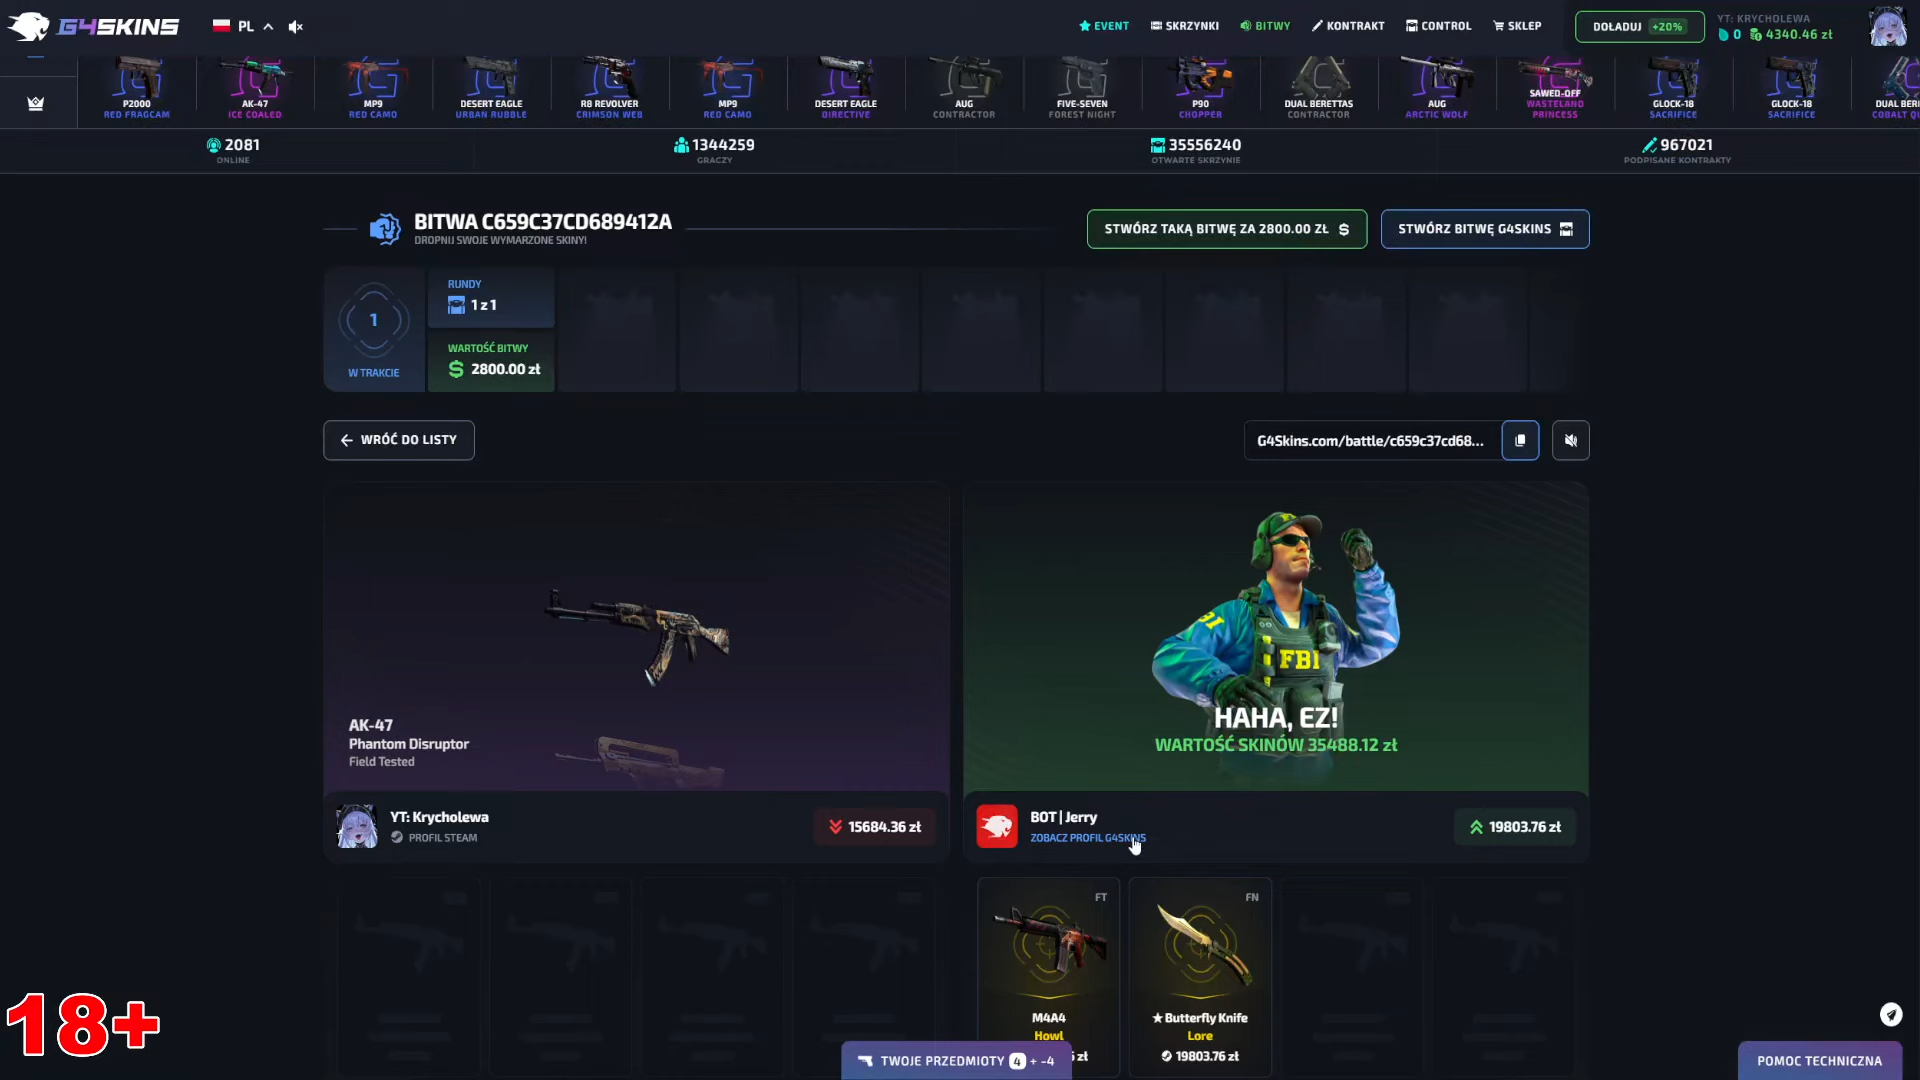 G4SKINS
PL
EVENT
SKRZYNKI
BITWY
KONTRAKT
CONTROL
SKLEP
DOŁADUJ +20%
YT: KRYCHOLEWA
0 4340.46 zł
P2000
RED FRAGCAM
AK-47
ICE COALED
MP9
RED CAMO
DESERT EAGLE
URBAN RUBBLE
R8 REVOLVER
CRIMSON WEB
MP9
RED CAMO
DESERT EAGLE
DIRECTIVE
AUG
CONTRACTOR
FIVE-SEVEN
FOREST NIGHT
P90
CHOPPER
DUAL BERETTAS
CONTRACTOR
AUG
ARCTIC WOLF
SAWED-OFF
WASTELAND
PRINCESS
GLOCK-18
SACRIFICE
GLOCK-18
SACRIFICE
DUAL BERE
COBALT QU
2081
ONLINE
1344259
GRACZY
35556240
OTWARTE SKRZYNIE
967021
PODPISANE KONTRAKTY
BITWA C659C37CD689412A
DROPNIJ SWOJE WYMARZONE SKINY!
STWÓRZ TAKĄ BITWĘ ZA 2800.00 ZŁ $
STWÓRZ BITWĘ G4SKINS
1
W TRAKCIE
RUNDY
1 z 1
WARTOŚĆ BITWY
$ 2800.00 zł
WRÓĆ DO LISTY
G4Skins.com/battle/c659c37cd68...
AK-47
Phantom Disruptor
Field Tested
FBI
HAHA, EZ!
WARTOŚĆ SKINÓW 35488.12 zł
YT: Krycholewa
PROFIL STEAM
15684.36 zł
BOT | Jerry
ZOBACZ PROFIL G4SKINS
19803.76 zł
FT
M4A4
Howl
zł
FN
★ Butterfly Knife
Lore
19803.76 zł
18+
TWOJE PRZEDMIOTY 4 + -4
POMOC TECHNICZNA